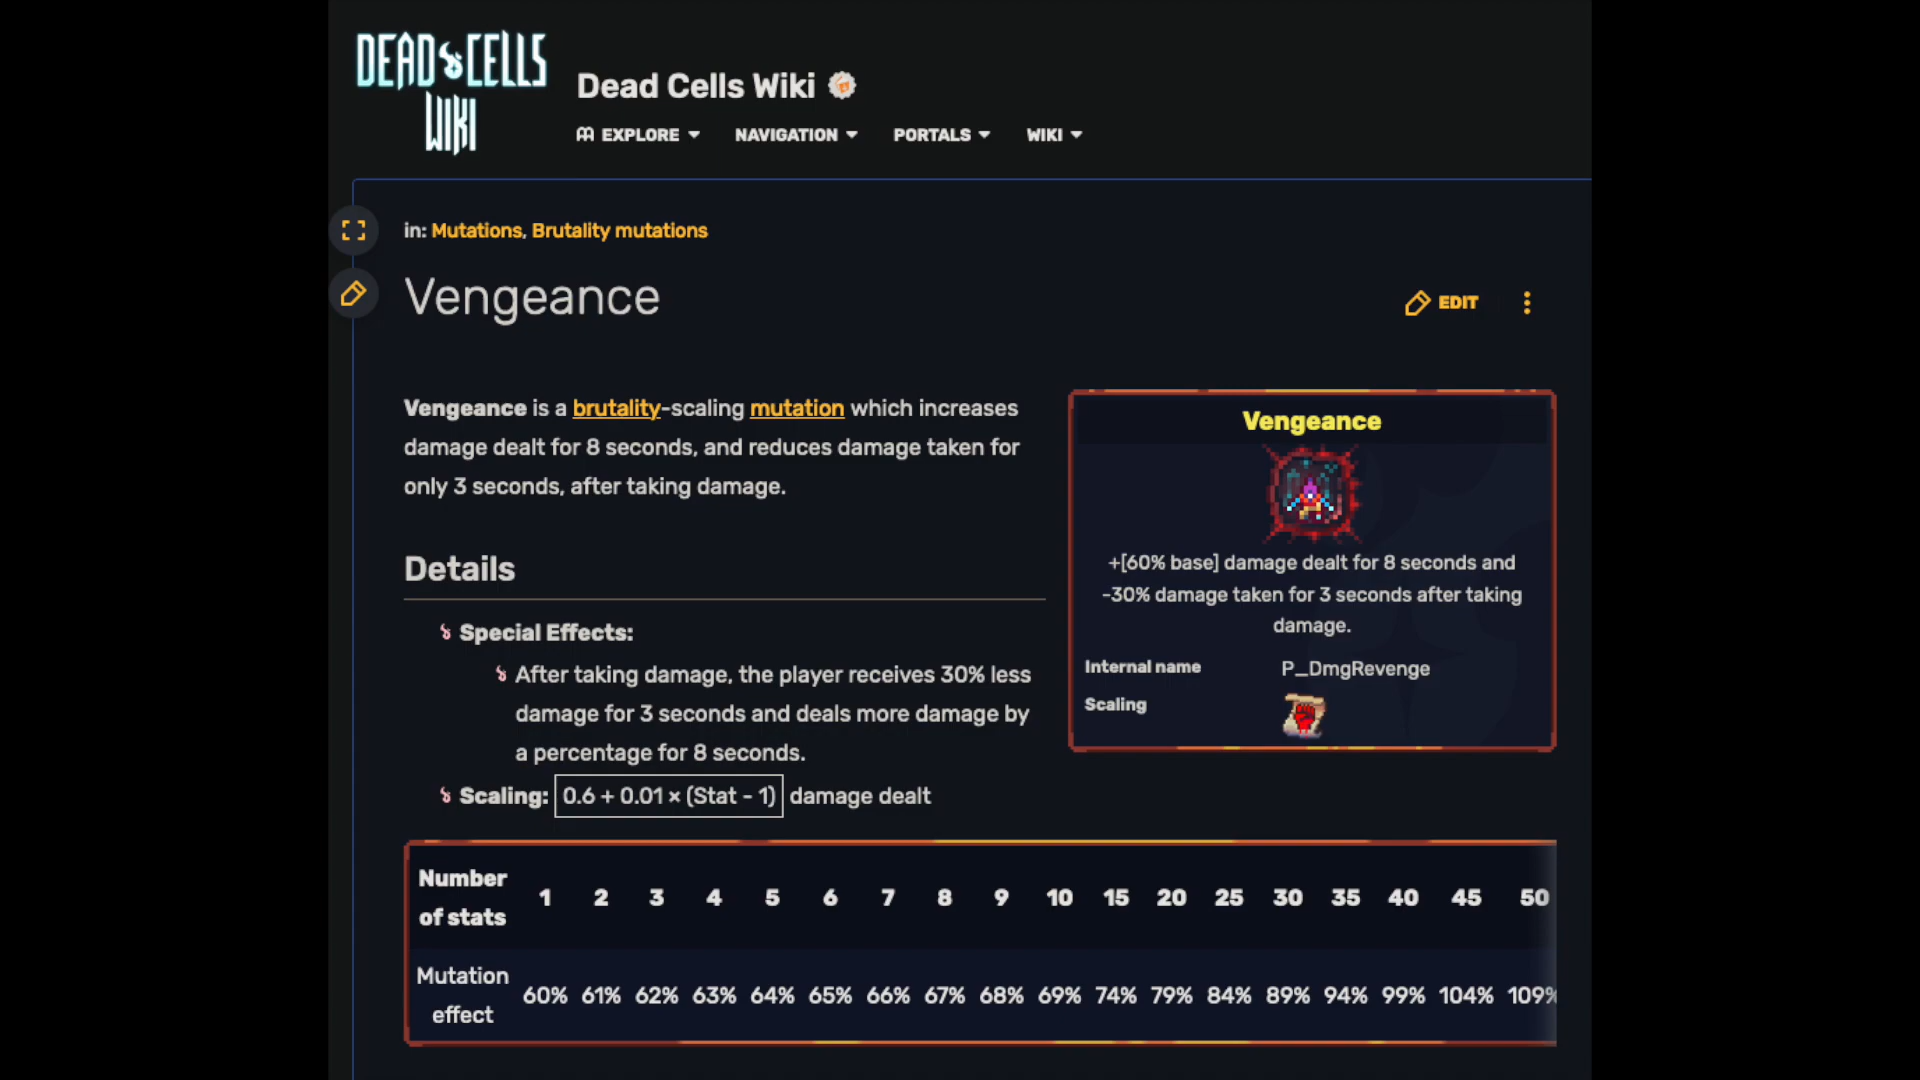 DEAD CELLS
WIKI
Dead Cells Wiki
EXPLORE NAVIGATION PORTALS WIKI
in: Mutations, Brutality mutations
Vengeance
EDIT
Vengeance is a brutality-scaling mutation which increases
damage dealt for 8 seconds, and reduces damage taken for
only 3 seconds, after taking damage.
Details
Special Effects:
After taking damage, the player receives 30% less
damage for 3 seconds and deals more damage by
a percentage for 8 seconds.
Scaling: 0.6 + 0.01 × (Stat - 1) damage dealt
Vengeance
+[60% base] damage dealt for 8 seconds and
-30% damage taken for 3 seconds after taking
damage.
Internal name P_DmgRevenge
Scaling
Number
of stats
1 2 3 4 5 6 7 8 9 10 15 20 25 30 35 40 45 50
Mutation
effect
60% 61% 62% 63% 64% 65% 66% 67% 68% 69% 74% 79% 84% 89% 94% 99% 104% 109%